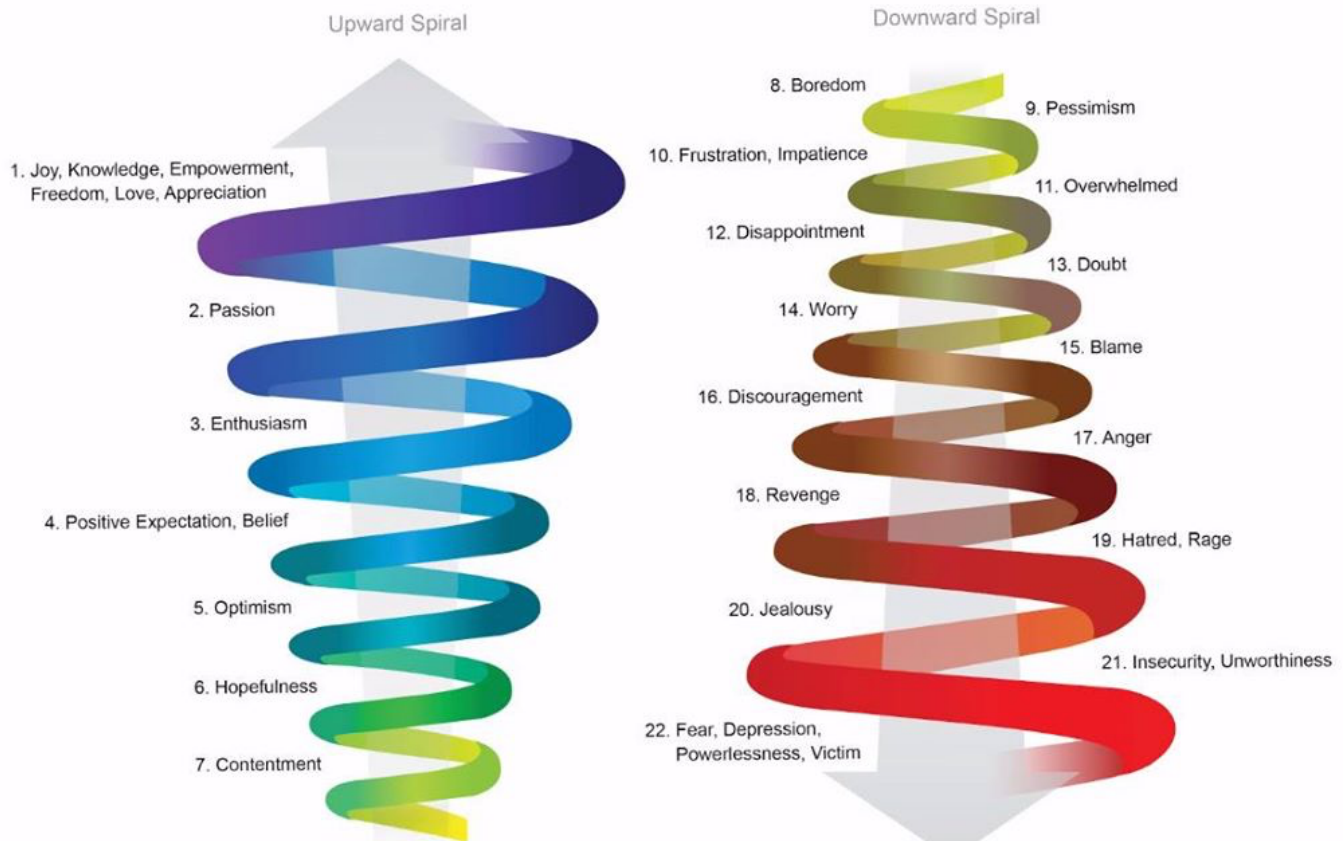 Upward Spiral
1. Joy, Knowledge, Empowerment,
Freedom, Love, Appreciation
2. Passion
3. Enthusiasm
4. Positive Expectation, Belief
5. Optimism
6. Hopefulness
7. Contentment
Downward Spiral
8. Boredom
9. Pessimism
10. Frustration, Impatience
11. Overwhelmed
12. Disappointment
13. Doubt
14. Worry
15. Blame
16. Discouragement
17. Anger
18. Revenge
19. Hatred, Rage
20. Jealousy
21. Insecurity, Unworthiness
22. Fear, Depression,
Powerlessness, Victim